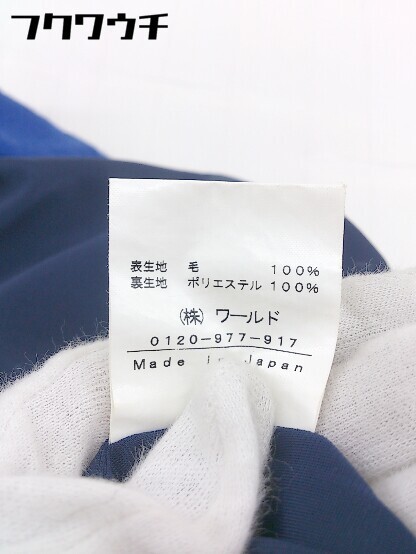 フクワウチ
表生地 毛 100%
裏生地 ポリエステル 100%
(株) ワールド
0120-977-917
Made in Japan